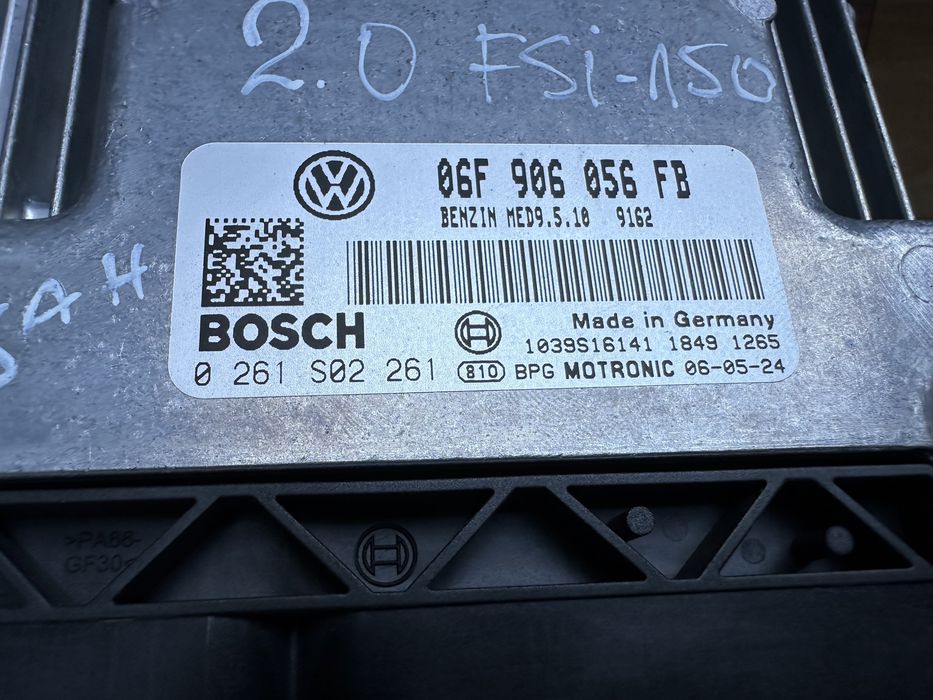 2.0 FSi-150
06F 906 056 FB
BENZIN MED9.5.10 9162
BOSCH
Made in Germany
1039S16141 1849 1265
0 261 S02 261 810 BPG MOTRONIC 06-05-24
>PA66-
GF30<